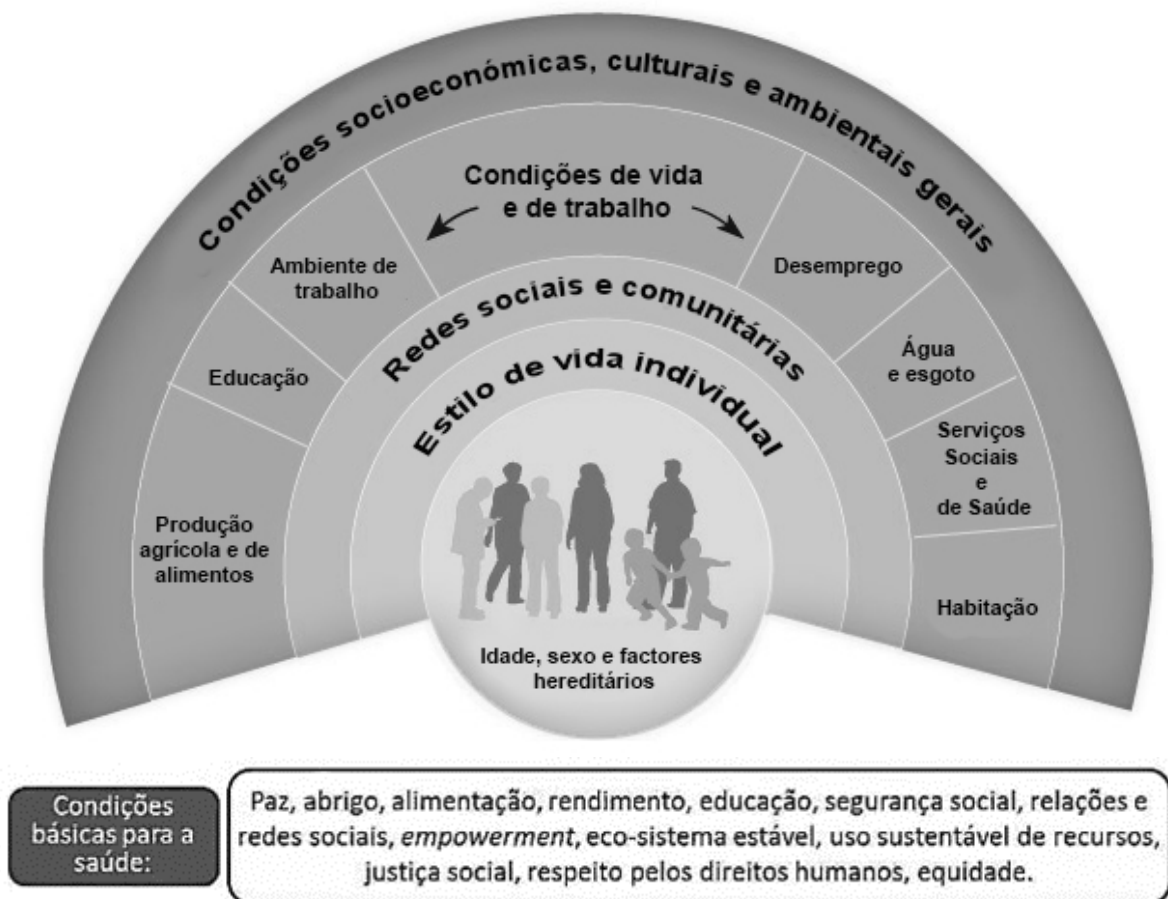 Condições socioeconómicas, culturais e ambientais gerais
Condições de vida
e de trabalho
Ambiente de
trabalho
Desemprego
Redes sociais e comunitárias
Educação
Água
e esgoto
Estilo de vida individual
Serviços
Sociais
e
de Saúde
Produção
agrícola e de
alimentos
Habitação
Idade, sexo e factores
hereditários
Condições
básicas para a
saúde:
Paz, abrigo, alimentação, rendimento, educação, segurança social, relações e
redes sociais, empowerment, eco-sistema estável, uso sustentável de recursos,
justiça social, respeito pelos direitos humanos, equidade.